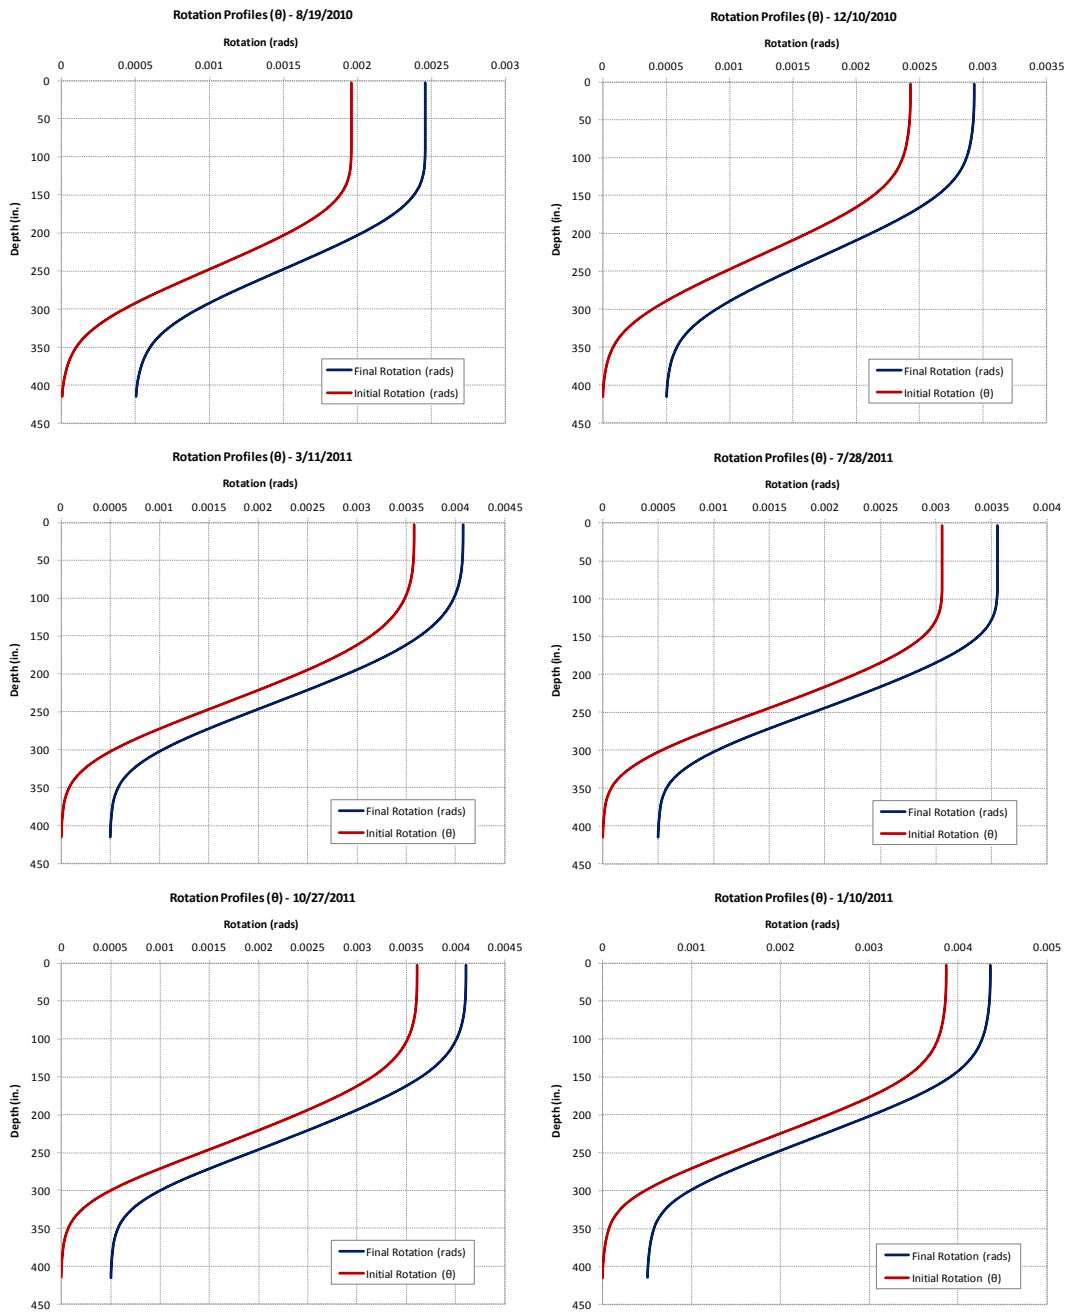 Rotation Profiles (θ) - 8/19/2010
Rotation (rads)
0 0.0005 0.001 0.0015 0.002 0.0025 0.003
0
50
100
150
200
250
300
350
400
450
Depth (in.)
Final Rotation (rads)
Initial Rotation (rads)
Rotation Profiles (θ) - 12/10/2010
Rotation (rads)
0 0.0005 0.001 0.0015 0.002 0.0025 0.003 0.0035
0
50
100
150
200
250
300
350
400
450
Depth (in.)
Final Rotation (rads)
Initial Rotation (θ)
Rotation Profiles (θ) - 3/11/2011
Rotation (rads)
0 0.0005 0.001 0.0015 0.002 0.0025 0.003 0.0035 0.004 0.0045
0
50
100
150
200
250
300
350
400
450
Depth (in.)
Final Rotation (rads)
Initial Rotation (θ)
Rotation Profiles (θ) - 7/28/2011
Rotation (rads)
0 0.0005 0.001 0.0015 0.002 0.0025 0.003 0.0035 0.004
0
50
100
150
200
250
300
350
400
450
Depth (in.)
Final Rotation (rads)
Initial Rotation (θ)
Rotation Profiles (θ) - 10/27/2011
Rotation (rads)
0 0.0005 0.001 0.0015 0.002 0.0025 0.003 0.0035 0.004 0.0045
0
50
100
150
200
250
300
350
400
450
Depth (in.)
Final Rotation (rads)
Initial Rotation (θ)
Rotation Profiles (θ) - 1/10/2011
Rotation (rads)
0 0.001 0.002 0.003 0.004 0.005
0
50
100
150
200
250
300
350
400
450
Depth (in.)
Final Rotation (rads)
Initial Rotation (θ)